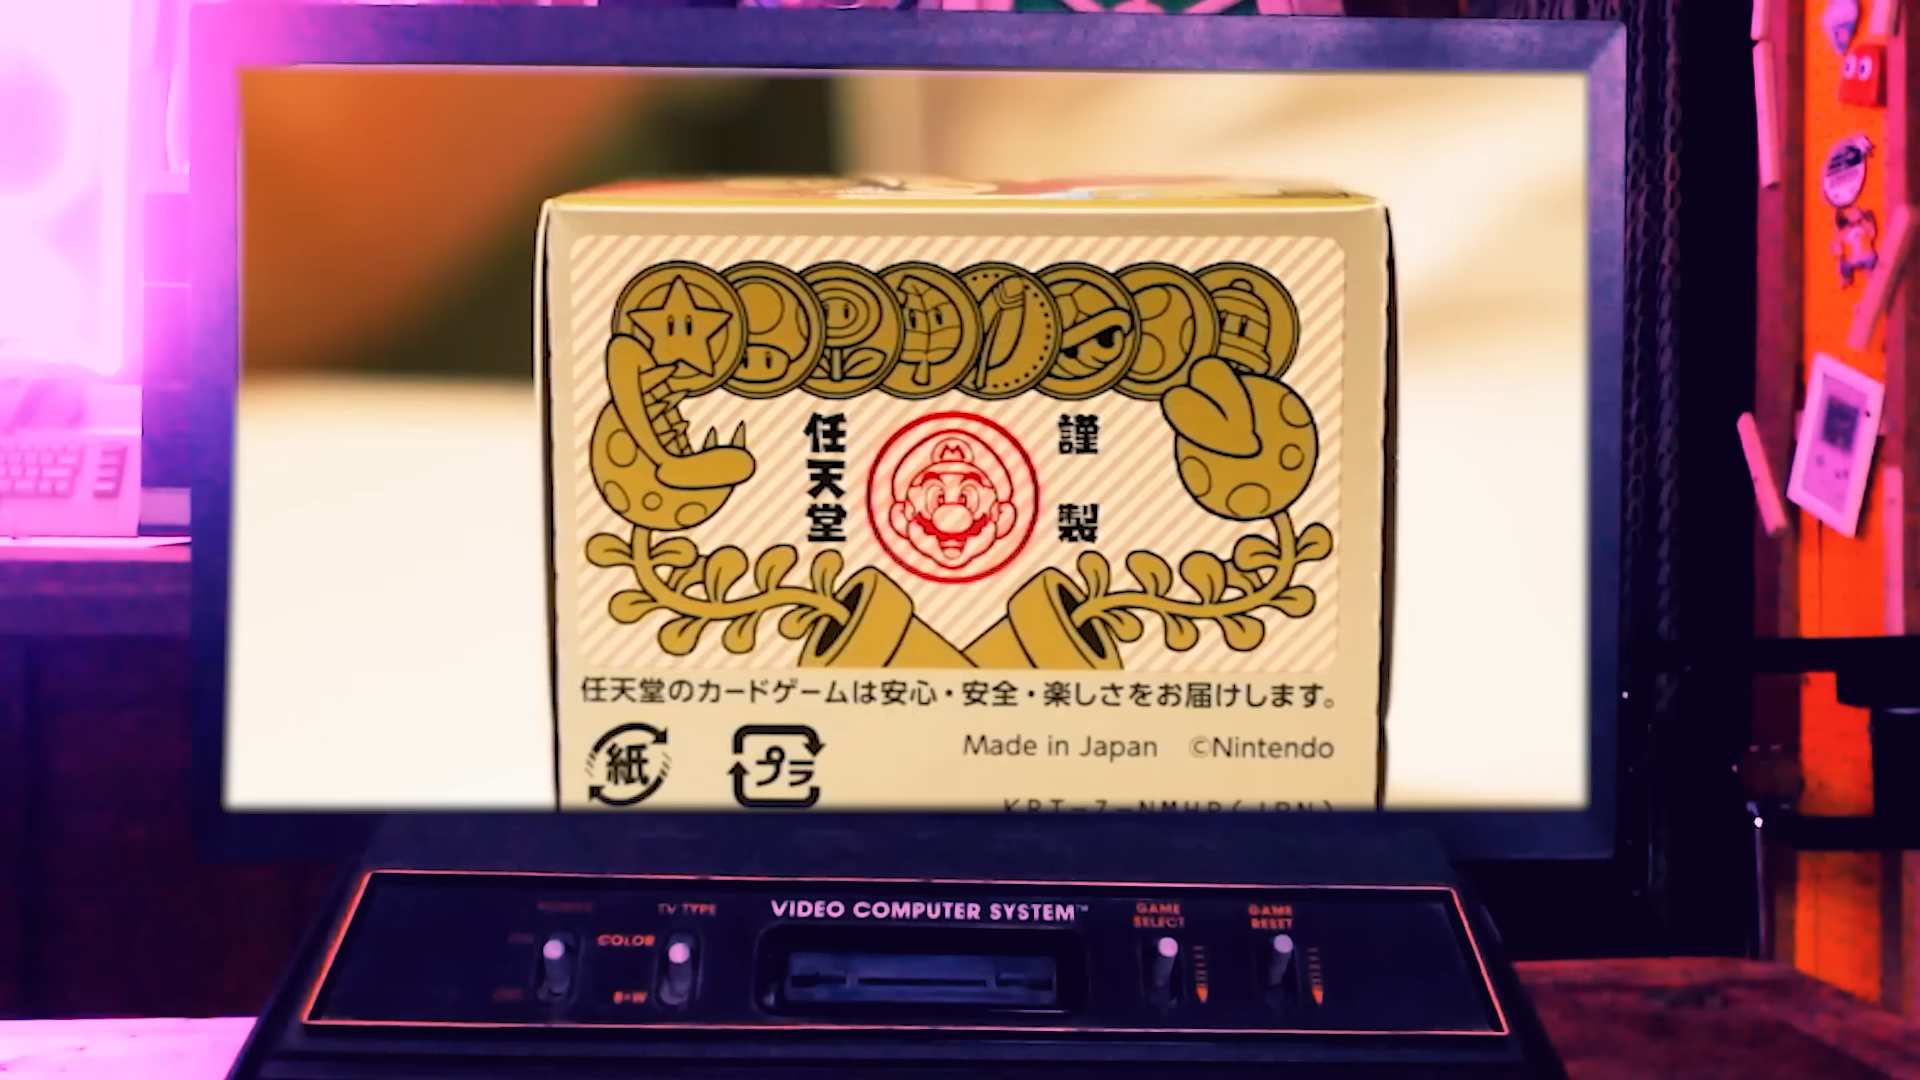 任天堂
謹製
任天堂のカードゲームは安心・安全・楽しさをお届けします。
紙
プラ
Made in Japan ©Nintendo
TV TYPE
VIDEO COMPUTER SYSTEM™
GAME SELECT
GAME RESET
COLOR
B•W